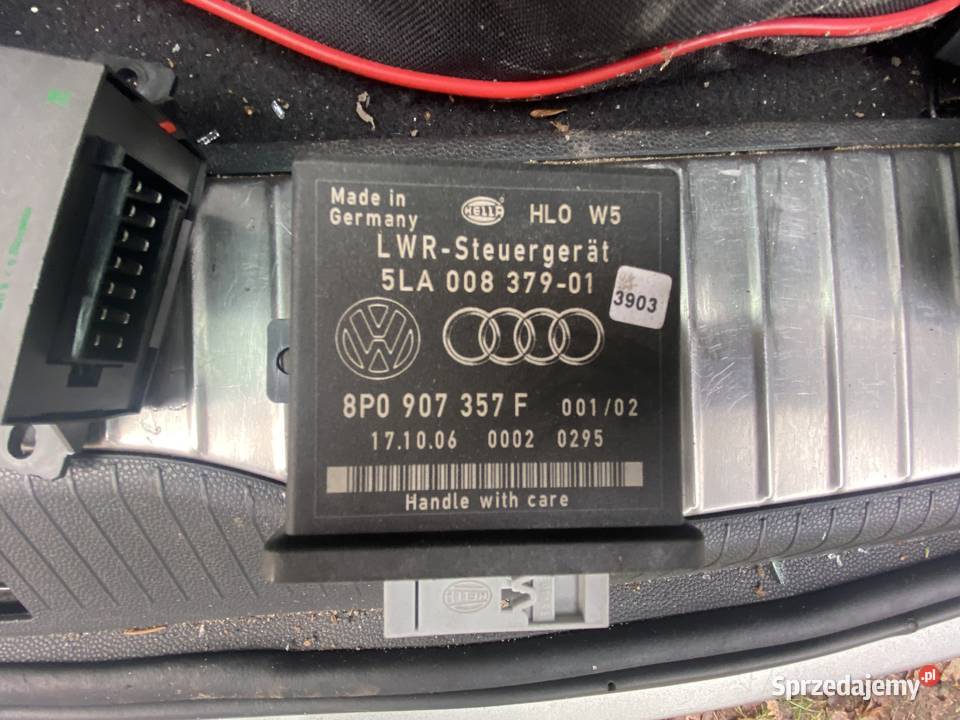 Made in
Germany
HELLA
HLO W5
LWR-Steuergerät
5LA 008 379-01
3903
8P0 907 357 F 001/02
17.10.06 0002 0295
Handle with care
HELLA
Sprzedajemy.pl